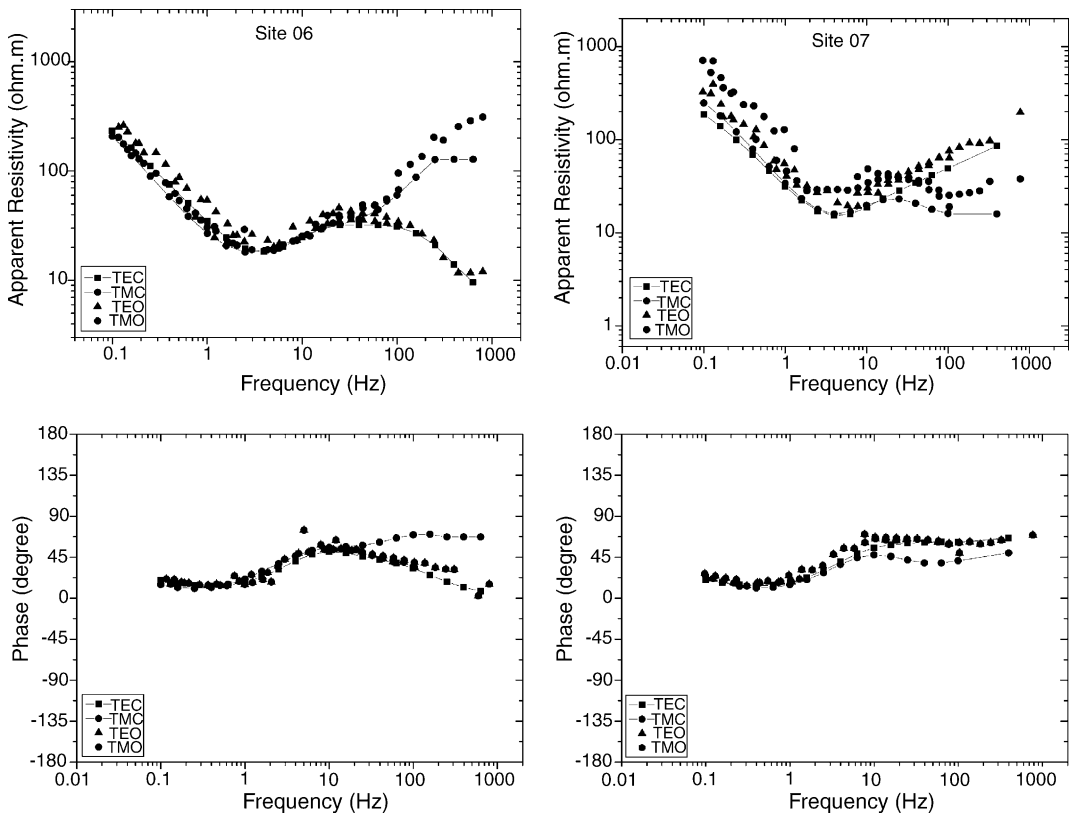 Site 06
Apparent Resistivity (ohm.m)
1000
100
10
TEC
TMC
TEO
TMO
0.1
1
10
100
1000
Frequency (Hz)
Site 07
Apparent Resistivity (ohm.m)
1000
100
10
1
TEC
TMC
TEO
TMO
0.01
0.1
1
10
100
1000
Frequency (Hz)
Phase (degree)
180
135
90
45
0
-45
-90
-135
-180
TEC
TMC
TEO
TMO
0.01
0.1
1
10
100
1000
Frequency (Hz)
Phase (degree)
180
135
90
45
0
-45
-90
-135
-180
TEC
TMC
TEO
TMO
0.01
0.1
1
10
100
1000
Frequency (Hz)